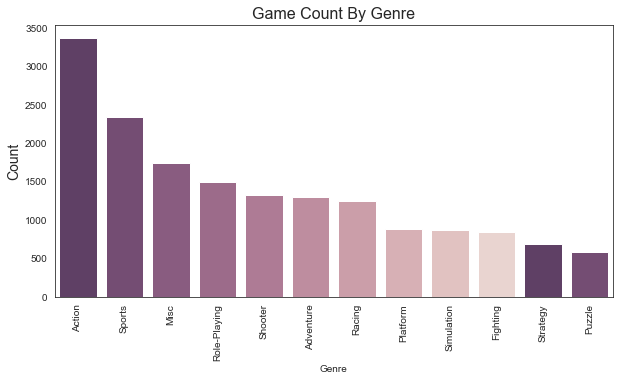 Game Count By Genre
Count
3500
3000
2500
2000
1500
1000
500
0
Action
Sports
Misc
Role-Playing
Shooter
Adventure
Racing
Platform
Simulation
Fighting
Strategy
Puzzle
Genre